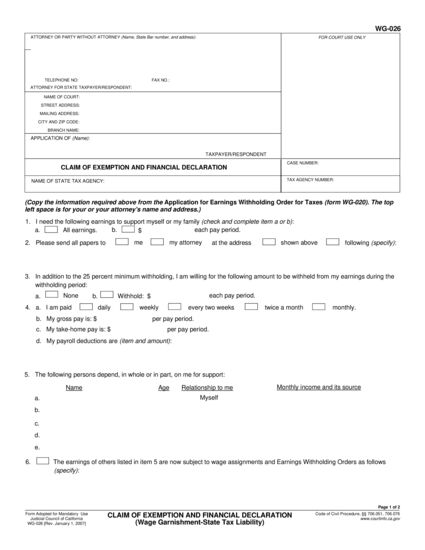 WG-026
ATTORNEY OR PARTY WITHOUT ATTORNEY (Name, State Bar number, and address):
FOR COURT USE ONLY
TELEPHONE NO: FAX NO :
ATTORNEY FOR STATE TAXPAYER/RESPONDENT:
NAME OF COURT:
STREET ADDRESS:
MAILING ADDRESS:
CITY AND ZIP CODE:
BRANCH NAME:
APPLICATION OF (Name):
TAXPAYER/RESPONDENT
CLAIM OF EXEMPTION AND FINANCIAL DECLARATION
CASE NUMBER:
NAME OF STATE TAX AGENCY:
TAX AGENCY NUMBER:
(Copy the information required above from the Application for Earnings Withholding Order for Taxes (form WG-020). The top
left space is for your or your attorney's name and address.)
1. I need the following earnings to support myself or my family (check and complete item a or b):
a. All earnings. b. $ each pay period.
2. Please send all papers to me my attorney at the address shown above following (specify):
3. In addition to the 25 percent minimum withholding, I am willing for the following amount to be withheld from my earnings during the
withholding period:
a. None b. Withhold: $ each pay period.
4. a. I am paid daily weekly every two weeks twice a month monthly.
b. My gross pay is: $ per pay period.
c. My take-home pay is: $ per pay period.
d. My payroll deductions are (item and amount):
5. The following persons depend, in whole or in part, on me for support:
Name Age Relationship to me Monthly income and its source
a. Myself
b.
c.
d.
e.
6. The earnings of others listed in item 5 are now subject to wage assignments and Earnings Withholding Orders as follows
(specify):
Page 1 of 2
Form Adopted for Mandatory Use
Judicial Council of California
WG-026 [Rev. January 1, 2007]
CLAIM OF EXEMPTION AND FINANCIAL DECLARATION
(Wage Garnishment-State Tax Liability)
Code of Civil Procedure, §§ 706.051, 706.076
www.courtinfo.ca.gov